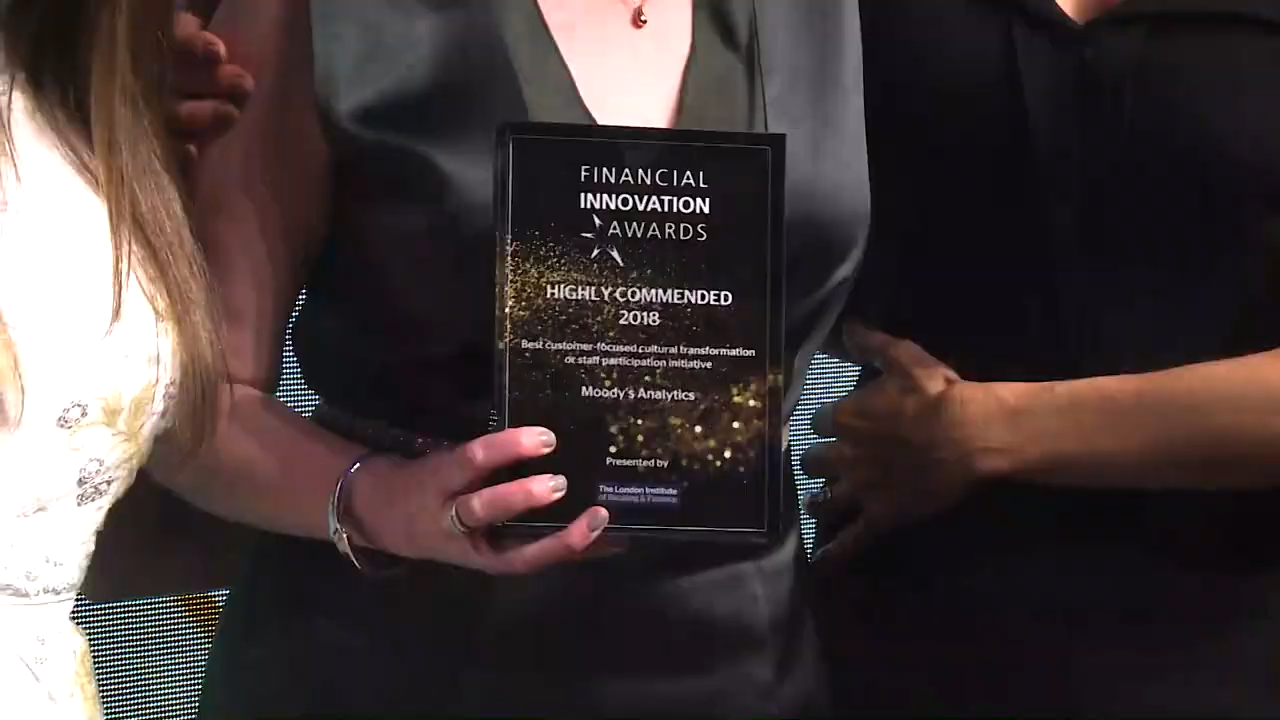 FINANCIAL
INNOVATION
AWARDS
HIGHLY COMMENDED
2018
Best customer-focused cultural transformation
or staff participation initiative
Moody's Analytics
Presented by
The London Institute
of Banking & Finance